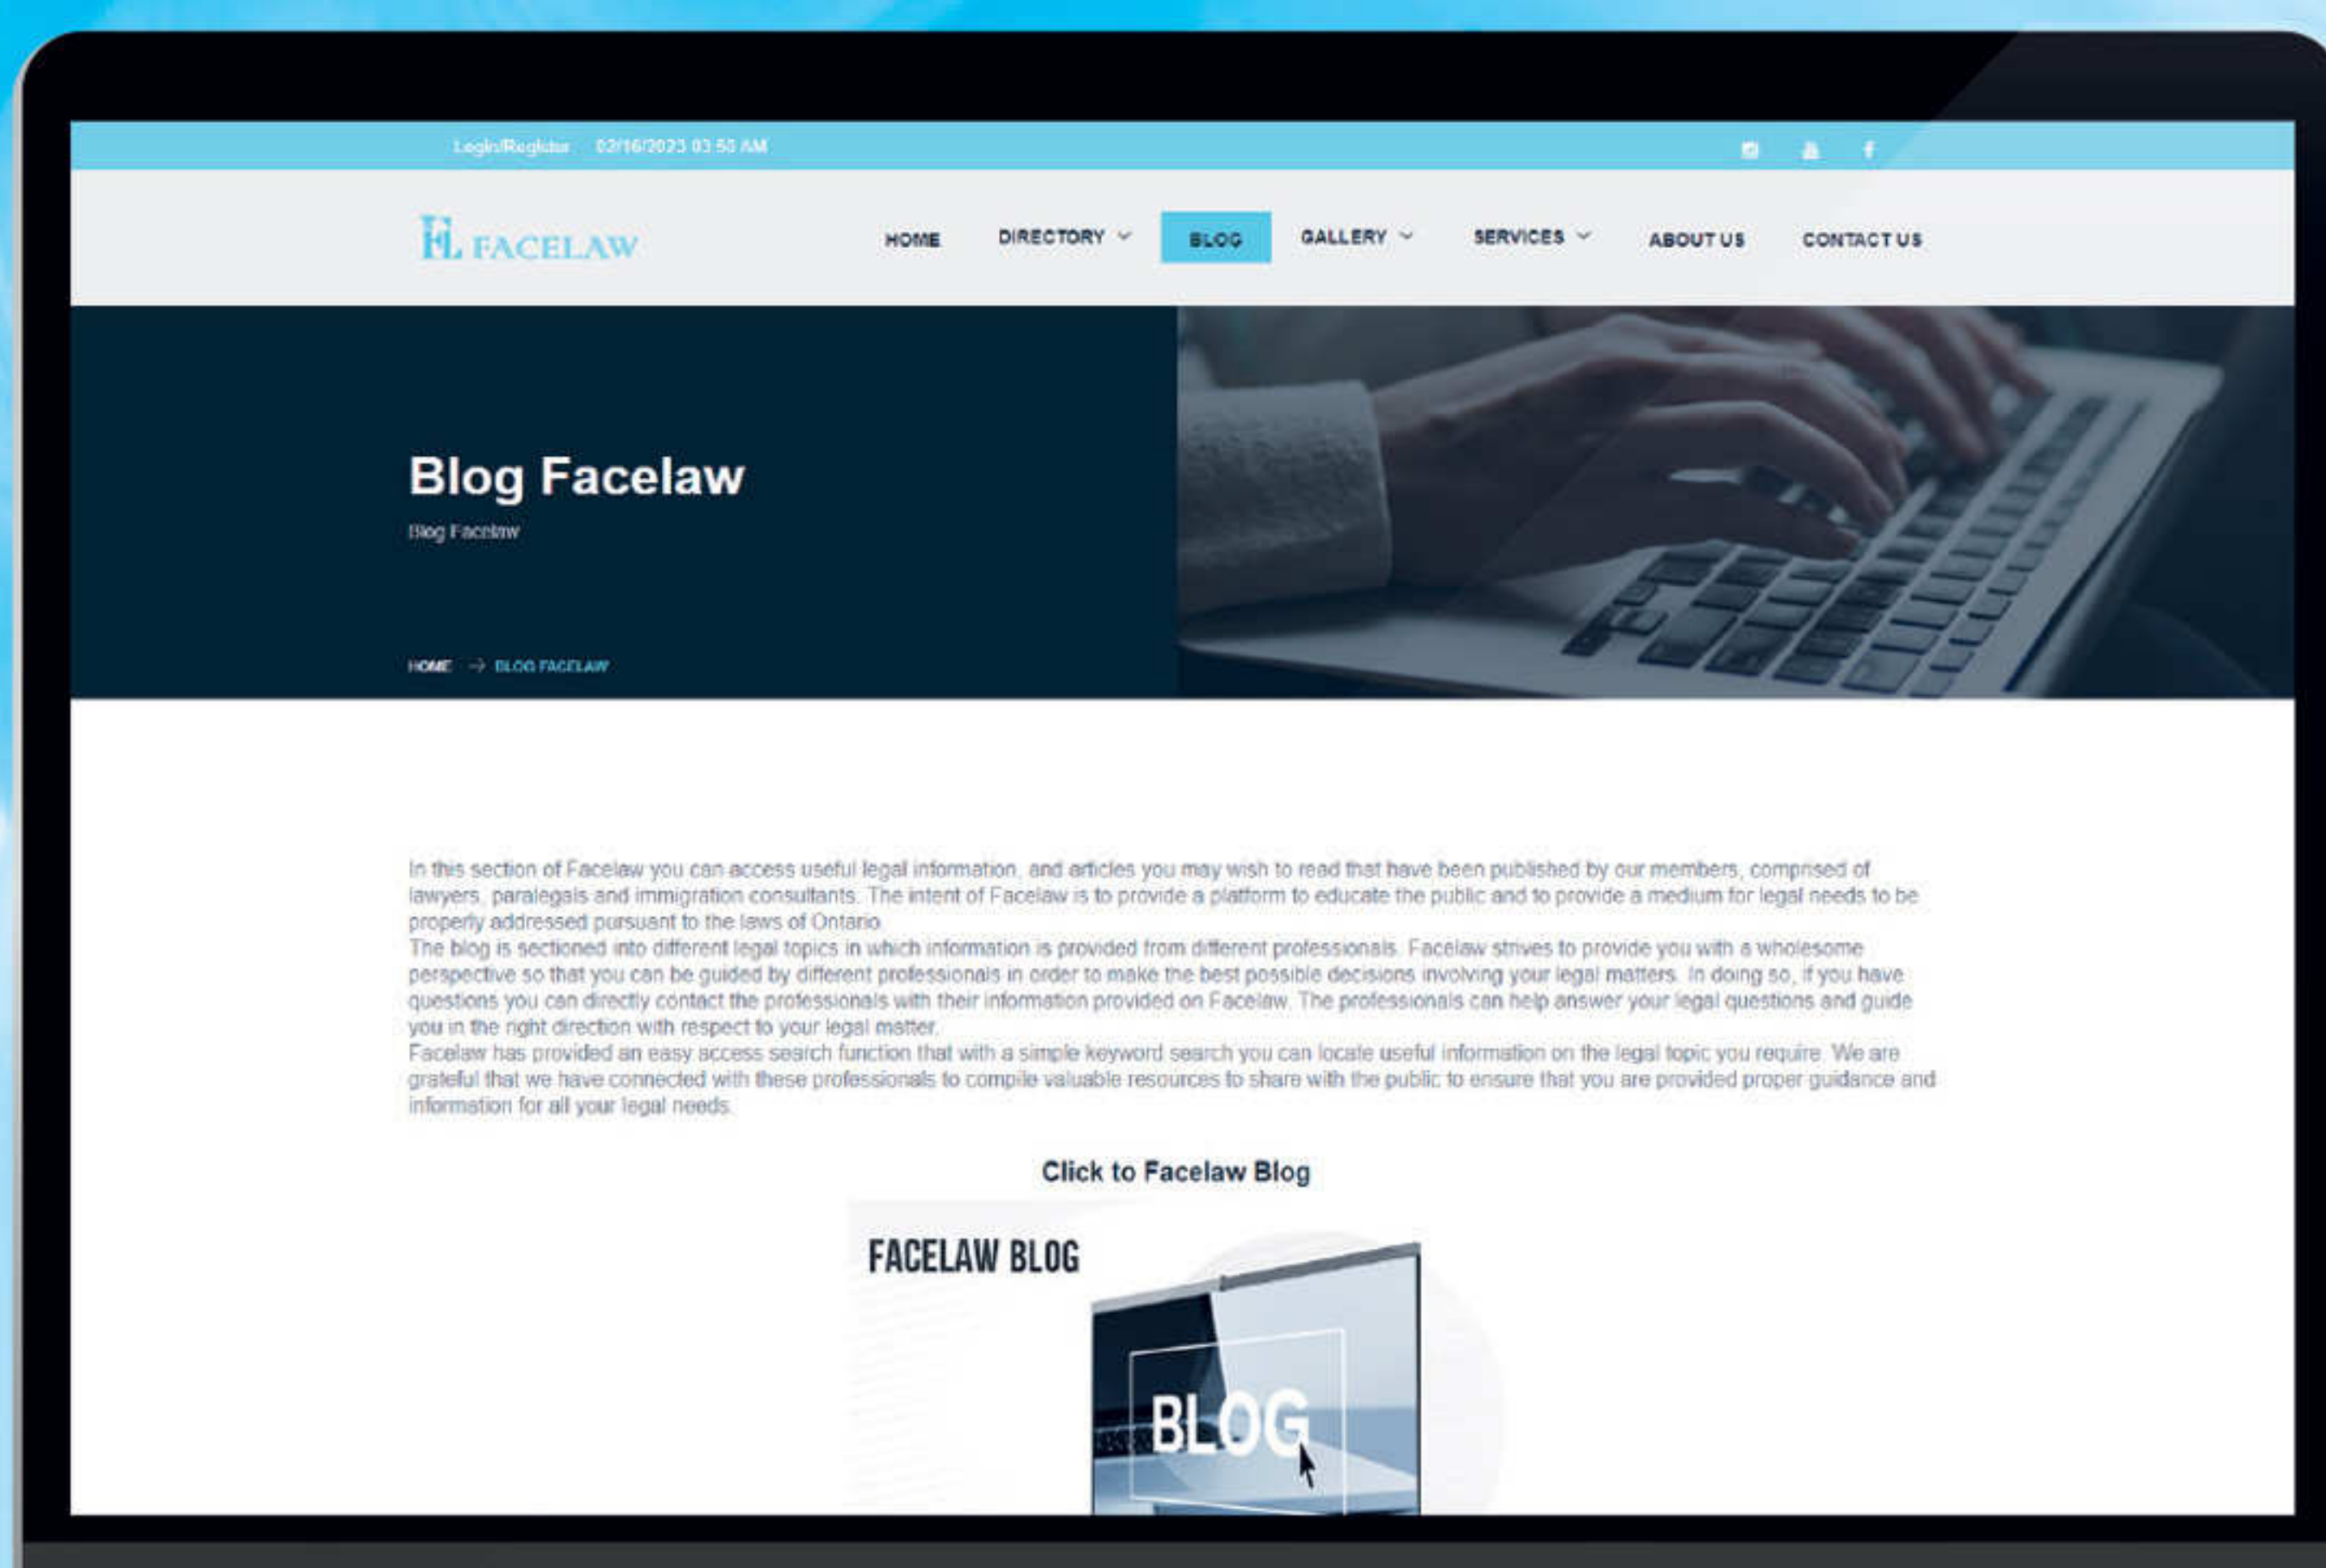 Login/Register 02/16/2023 03:58 AM
FL FACELAW
HOME DIRECTORY BLOG GALLERY SERVICES ABOUT US CONTACT US
Blog Facelaw
Blog Facelaw
HOME → BLOG FACELAW
In this section of Facelaw you can access useful legal information, and articles you may wish to read that have been published by our members, comprised of
lawyers, paralegals and immigration consultants. The intent of Facelaw is to provide a platform to educate the public and to provide a medium for legal needs to be
properly addressed pursuant to the laws of Ontario.
The blog is sectioned into different legal topics in which information is provided from different professionals. Facelaw strives to provide you with a wholesome
perspective so that you can be guided by different professionals in order to make the best possible decisions involving your legal matters. In doing so, if you have
questions you can directly contact the professionals with their information provided on Facelaw. The professionals can help answer your legal questions and guide
you in the right direction with respect to your legal matter.
Facelaw has provided an easy access search function that with a simple keyword search you can locate useful information on the legal topic you require. We are
grateful that we have connected with these professionals to compile valuable resources to share with the public to ensure that you are provided proper guidance and
information for all your legal needs.
Click to Facelaw Blog
FACELAW BLOG
BLOG